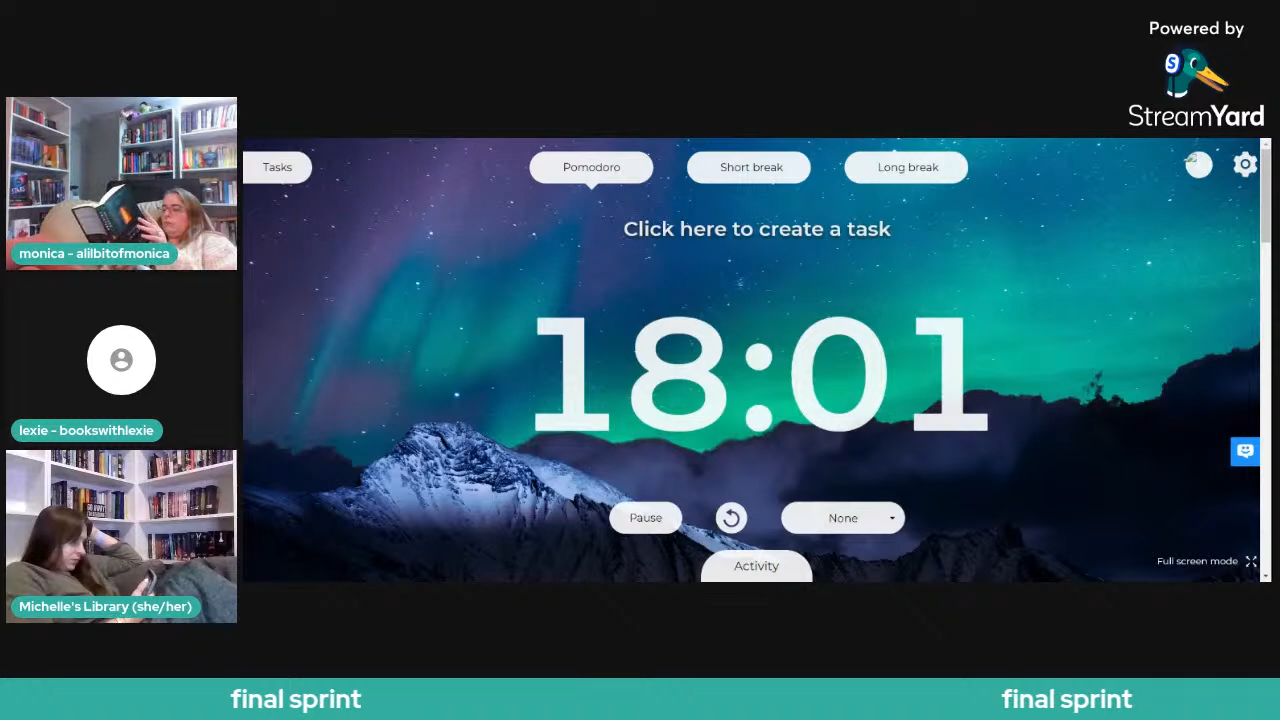 Powered by
StreamYard
monica - alilbitofmonica
lexie - bookswithlexie
Michelle's Library (she/her)
Tasks
Pomodoro
Short break
Long break
Click here to create a task
18:01
Pause
None
Activity
Full screen mode
final sprint
final sprint